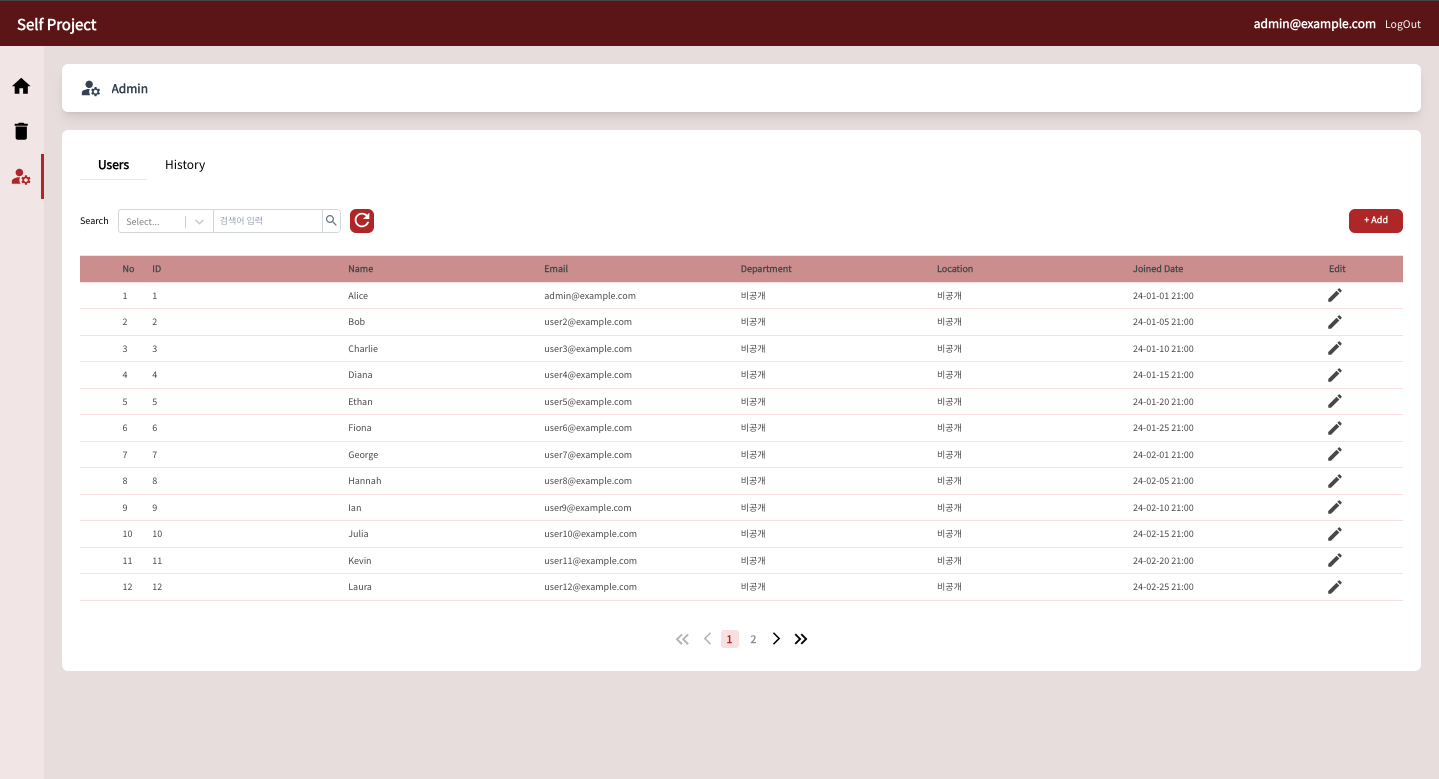 Self Project
admin@example.com LogOut
Admin
Users History
Search Select... 검색어 입력 + Add
No ID Name Email Department Location Joined Date Edit
1 1 Alice admin@example.com 비공개 비공개 24-01-01 21:00
2 2 Bob user2@example.com 비공개 비공개 24-01-05 21:00
3 3 Charlie user3@example.com 비공개 비공개 24-01-10 21:00
4 4 Diana user4@example.com 비공개 비공개 24-01-15 21:00
5 5 Ethan user5@example.com 비공개 비공개 24-01-20 21:00
6 6 Fiona user6@example.com 비공개 비공개 24-01-25 21:00
7 7 George user7@example.com 비공개 비공개 24-02-01 21:00
8 8 Hannah user8@example.com 비공개 비공개 24-02-05 21:00
9 9 Ian user9@example.com 비공개 비공개 24-02-10 21:00
10 10 Julia user10@example.com 비공개 비공개 24-02-15 21:00
11 11 Kevin user11@example.com 비공개 비공개 24-02-20 21:00
12 12 Laura user12@example.com 비공개 비공개 24-02-25 21:00
1 2